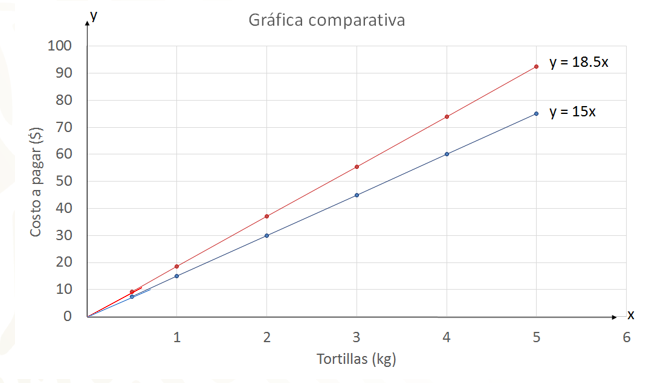 Gráfica comparativa
y
100
90
80
70
60
50
40
30
20
10
0
Costo a pagar ($)
y = 18.5x
y = 15x
x
1 2 3 4 5 6
Tortillas (kg)